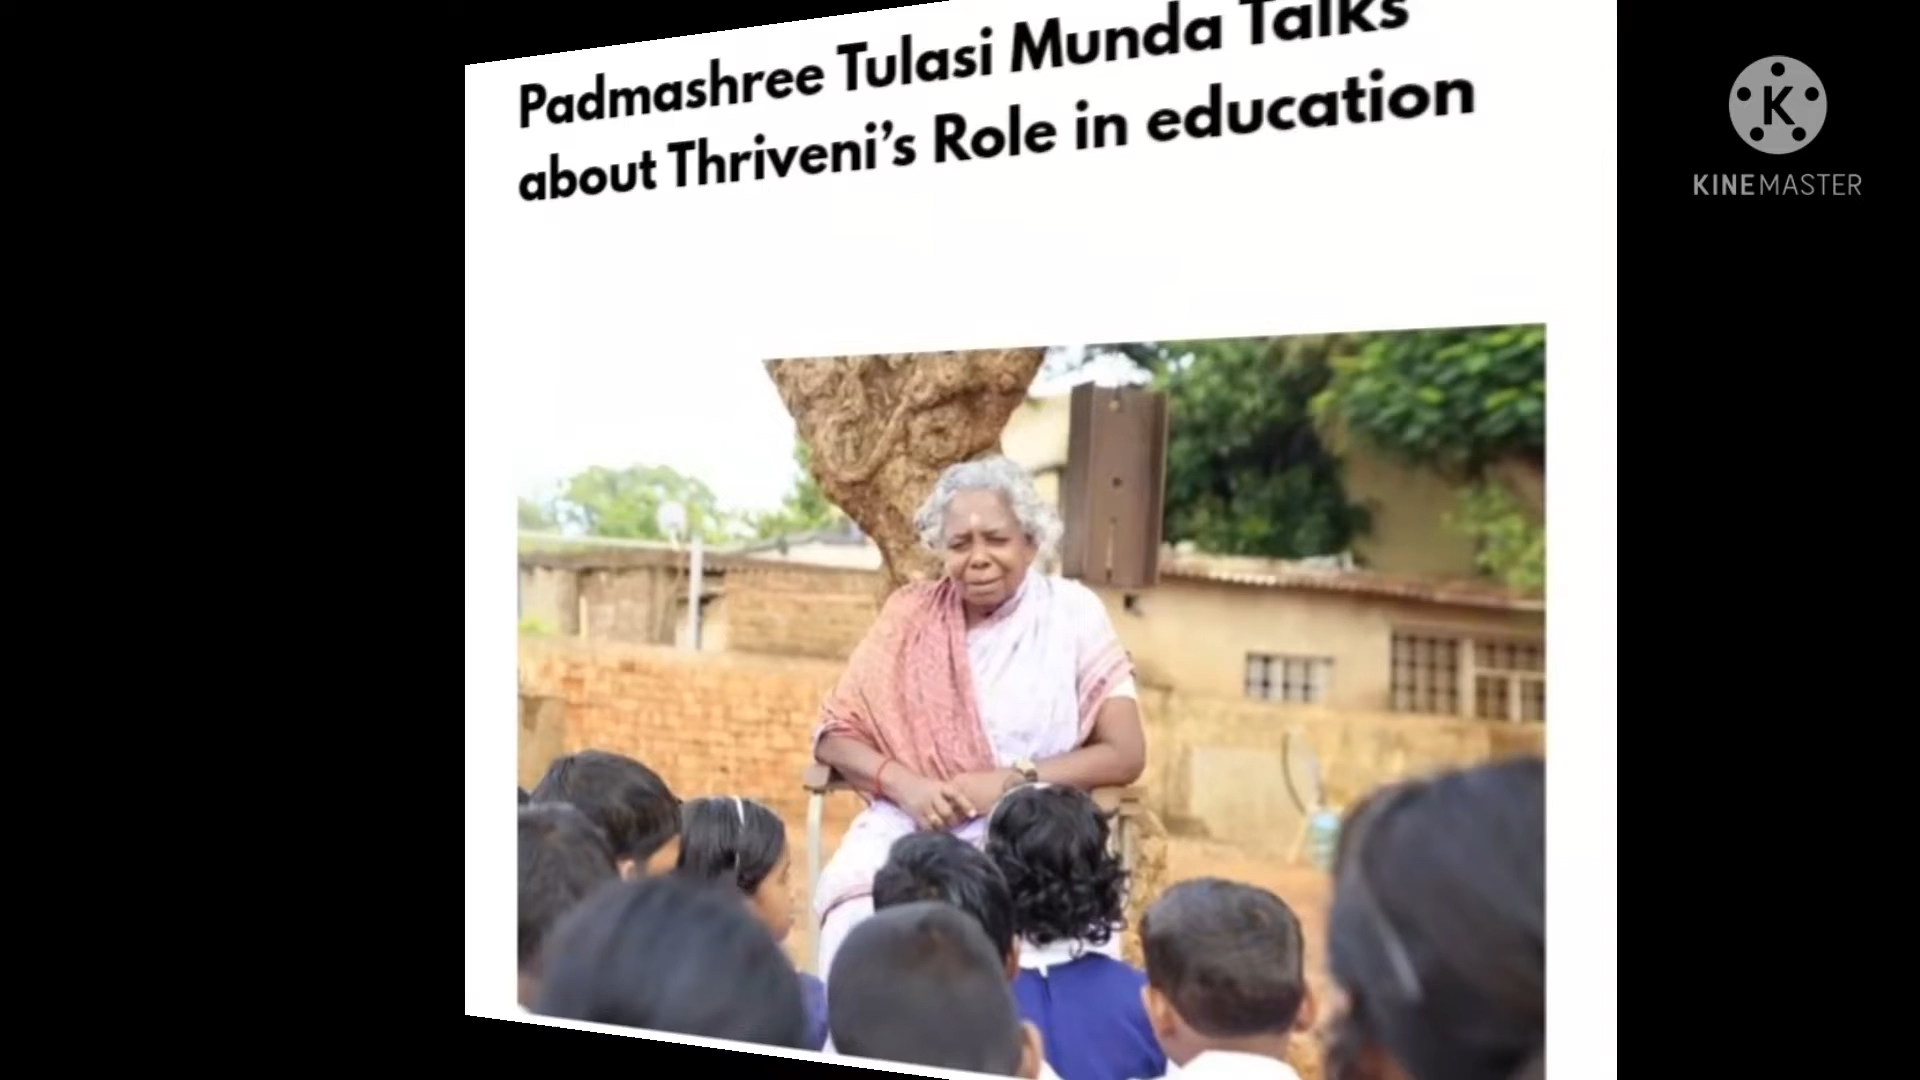 Padmashree Tulasi Munda Talks
about Thriveni’s Role in education
K
KINEMASTER